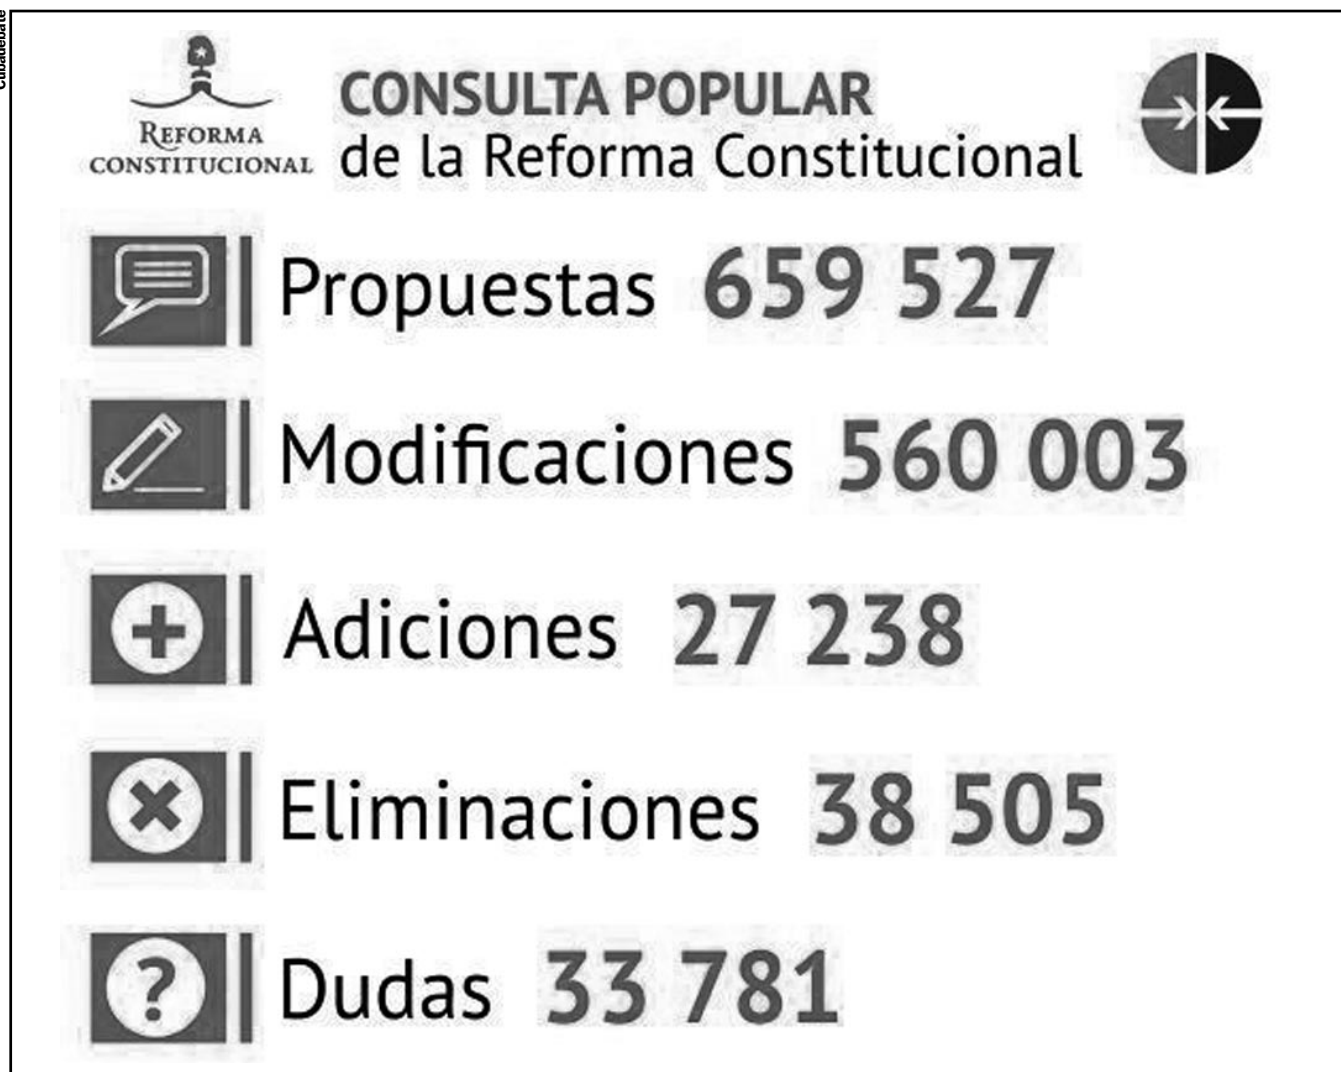 Cubadebate
REFORMA
CONSTITUCIONAL
CONSULTA POPULAR
de la Reforma Constitucional
Propuestas 659 527
Modificaciones 560 003
Adiciones 27 238
Eliminaciones 38 505
Dudas 33 781